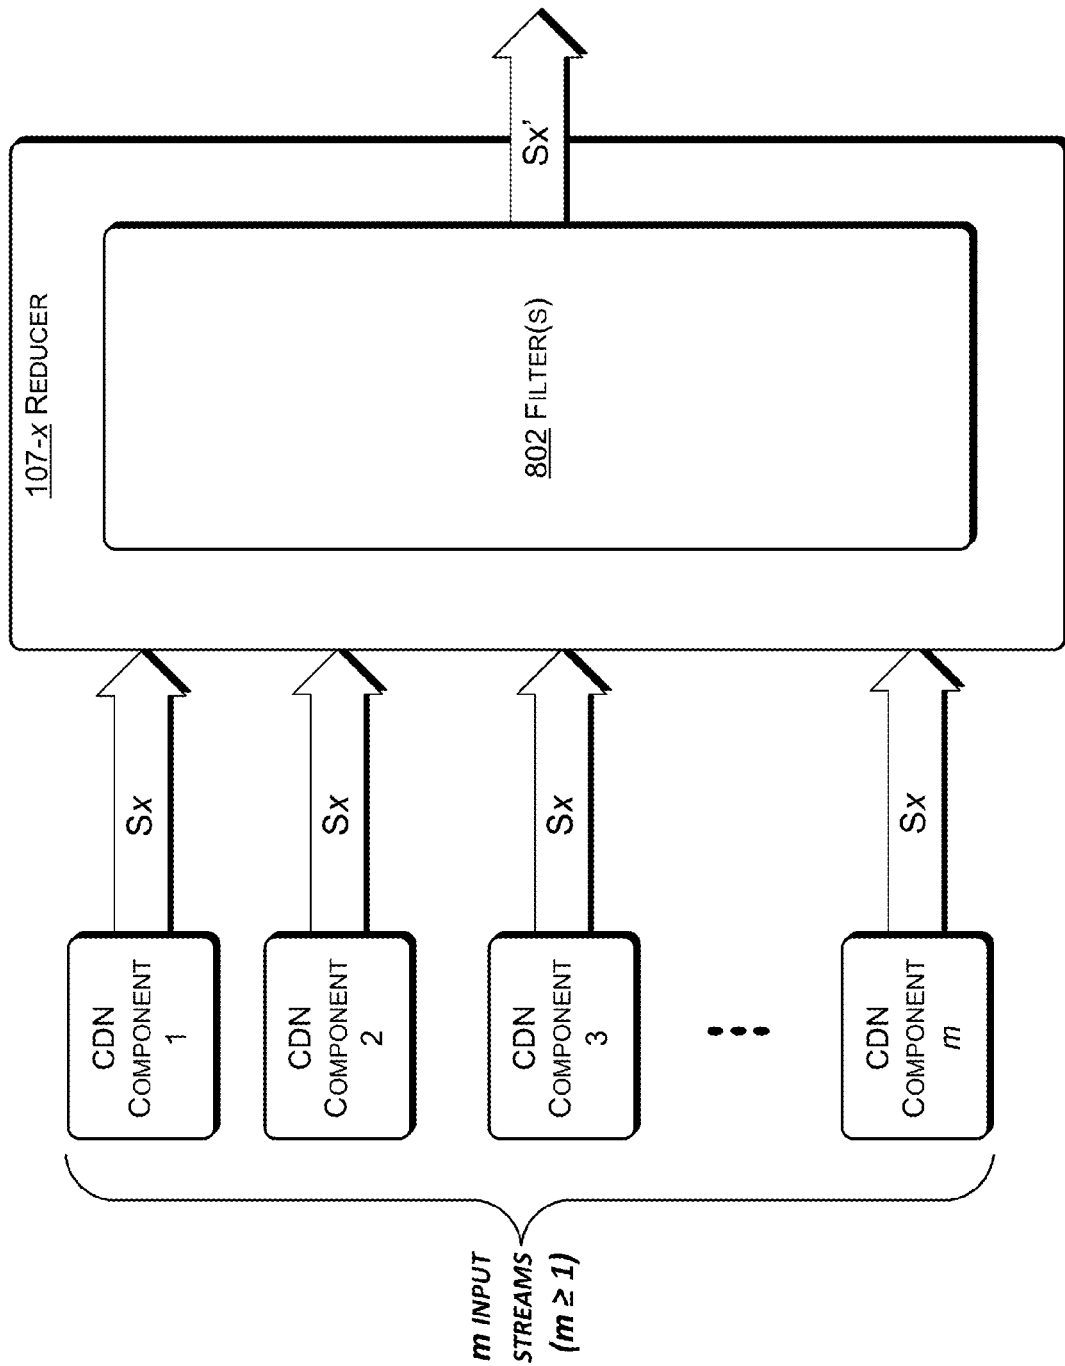 m INPUT
STREAMS
(m ≥ 1)
CDN
COMPONENT
1
CDN
COMPONENT
2
CDN
COMPONENT
3
CDN
COMPONENT
m
Sx
Sx
Sx
Sx
107-x REDUCER
802 FILTER(S)
Sx'